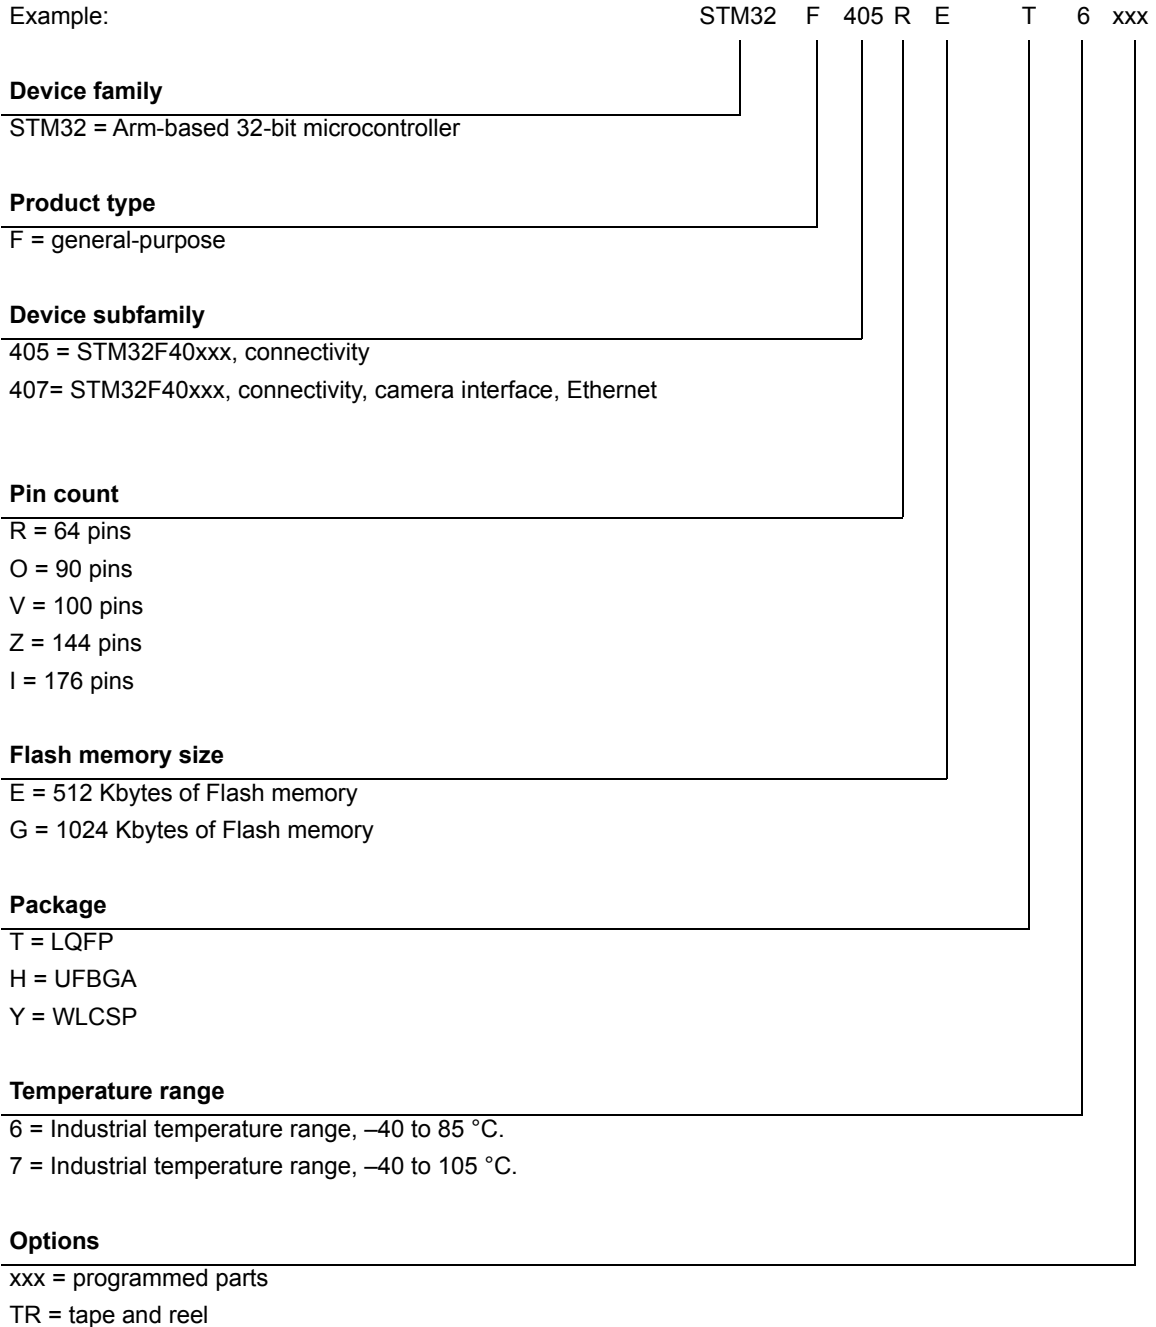 Example: STM32 F 405 R E T 6 xxx
Device family
STM32 = Arm-based 32-bit microcontroller
Product type
F = general-purpose
Device subfamily
405 = STM32F40xxx, connectivity
407= STM32F40xxx, connectivity, camera interface, Ethernet
Pin count
R = 64 pins
O = 90 pins
V = 100 pins
Z = 144 pins
I = 176 pins
Flash memory size
E = 512 Kbytes of Flash memory
G = 1024 Kbytes of Flash memory
Package
T = LQFP
H = UFBGA
Y = WLCSP
Temperature range
6 = Industrial temperature range, –40 to 85 °C.
7 = Industrial temperature range, –40 to 105 °C.
Options
xxx = programmed parts
TR = tape and reel